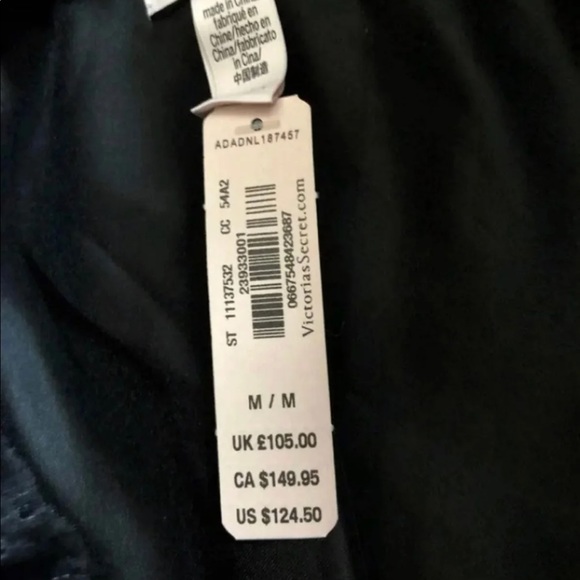 made in China/
fabriqué en
Chine/hecho en
China/fabbricato
in Cina/
中国制造
ADADNL187457
ST 11137532 CC 54A2
23933001
0667548423687
VictoriasSecret.com
M / M
UK £105.00
CA $149.95
US $124.50